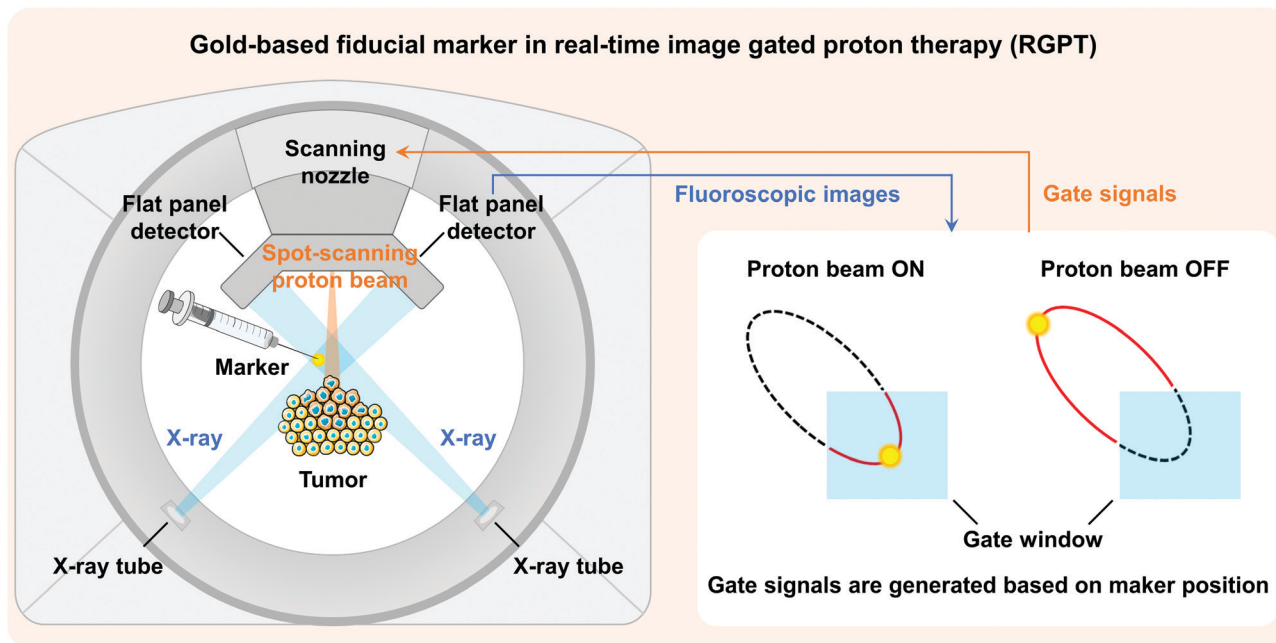 Gold-based fiducial marker in real-time image gated proton therapy (RGPT)
Scanning
nozzle
Flat panel
detector
Flat panel
detector
Spot-scanning
proton beam
Marker
X-ray
X-ray
Tumor
X-ray tube
X-ray tube
Fluoroscopic images
Gate signals
Proton beam ON
Proton beam OFF
Gate window
Gate signals are generated based on maker position